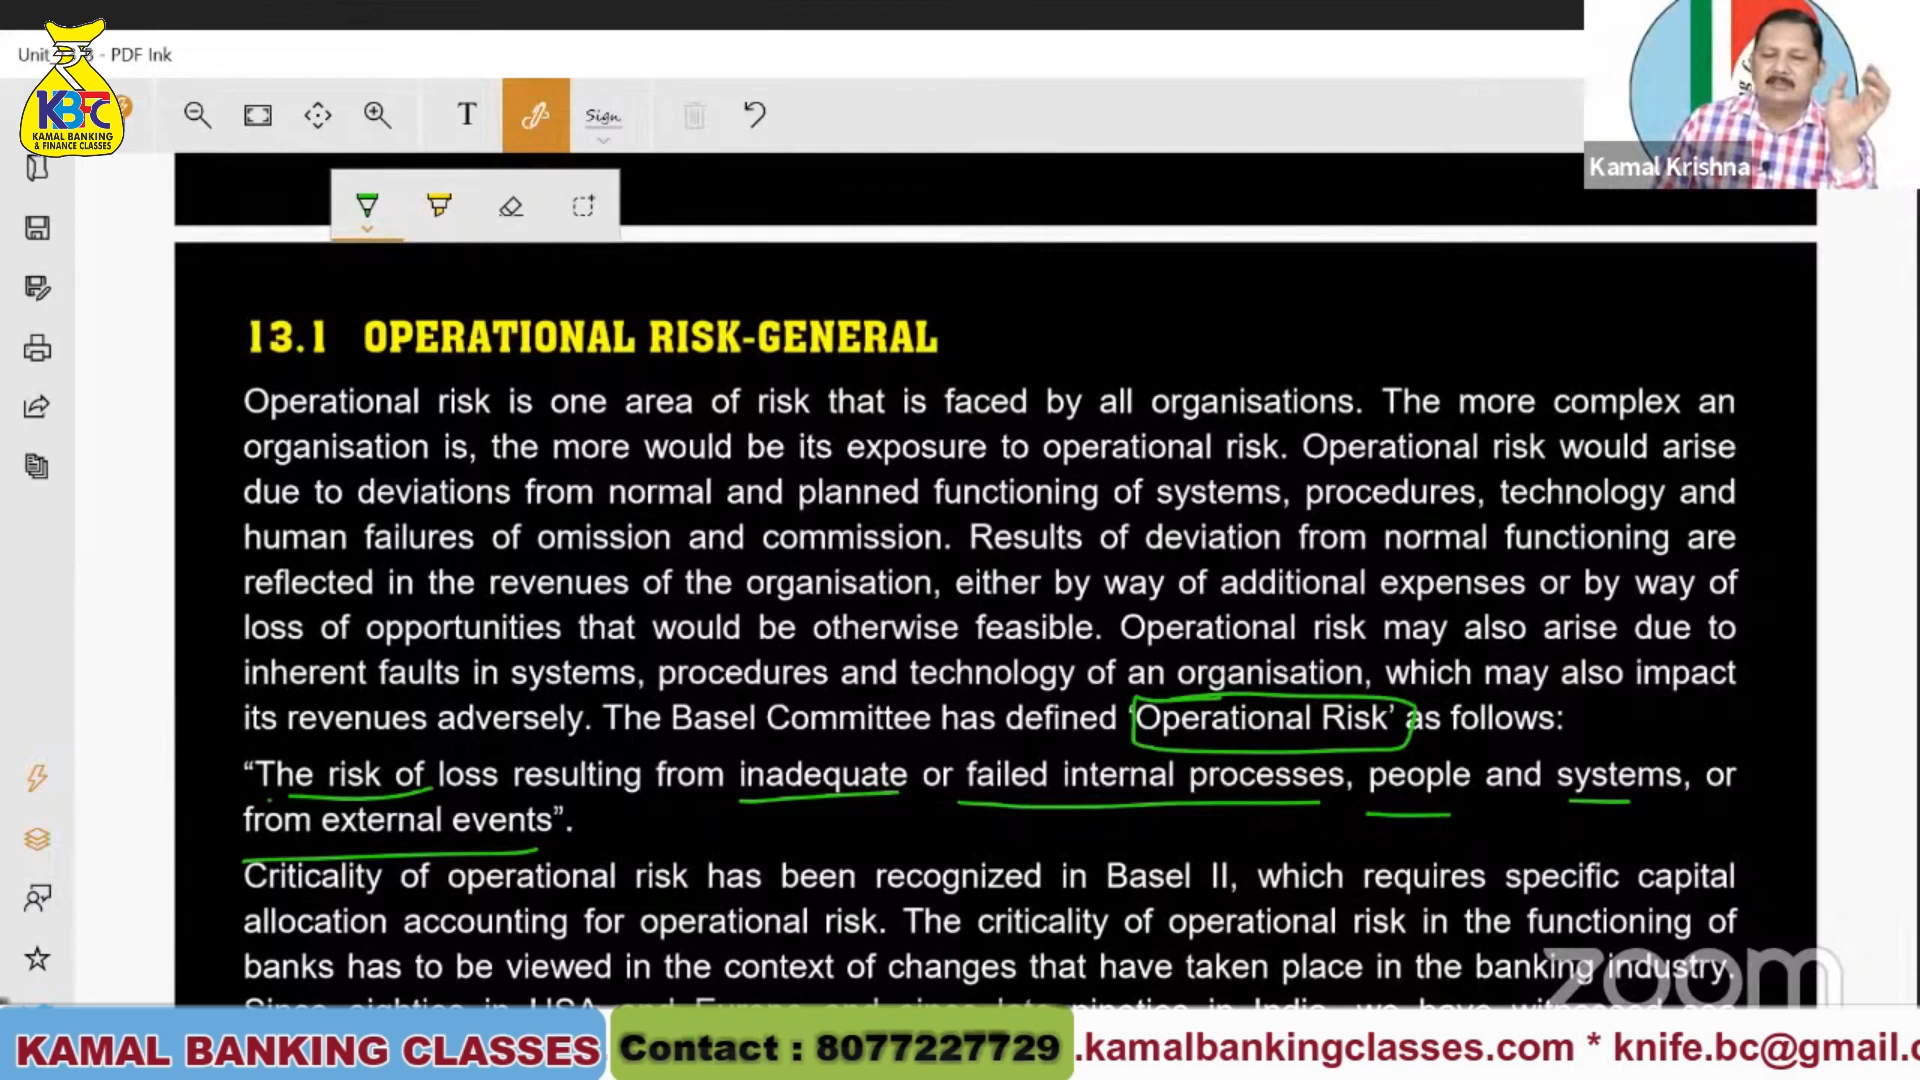 Unit - PDF Ink
KBFC
KAMAL BANKING
& FINANCE CLASSES
T
Sign
Kamal Krishna
13.1 OPERATIONAL RISK-GENERAL
Operational risk is one area of risk that is faced by all organisations. The more complex an
organisation is, the more would be its exposure to operational risk. Operational risk would arise
due to deviations from normal and planned functioning of systems, procedures, technology and
human failures of omission and commission. Results of deviation from normal functioning are
reflected in the revenues of the organisation, either by way of additional expenses or by way of
loss of opportunities that would be otherwise feasible. Operational risk may also arise due to
inherent faults in systems, procedures and technology of an organisation, which may also impact
its revenues adversely. The Basel Committee has defined ‘Operational Risk’ as follows:
“The risk of loss resulting from inadequate or failed internal processes, people and systems, or
from external events”.
Criticality of operational risk has been recognized in Basel II, which requires specific capital
allocation accounting for operational risk. The criticality of operational risk in the functioning of
banks has to be viewed in the context of changes that have taken place in the banking industry.
zoom
KAMAL BANKING CLASSES
Contact : 8077227729
.kamalbankingclasses.com * knife.bc@gmail.c